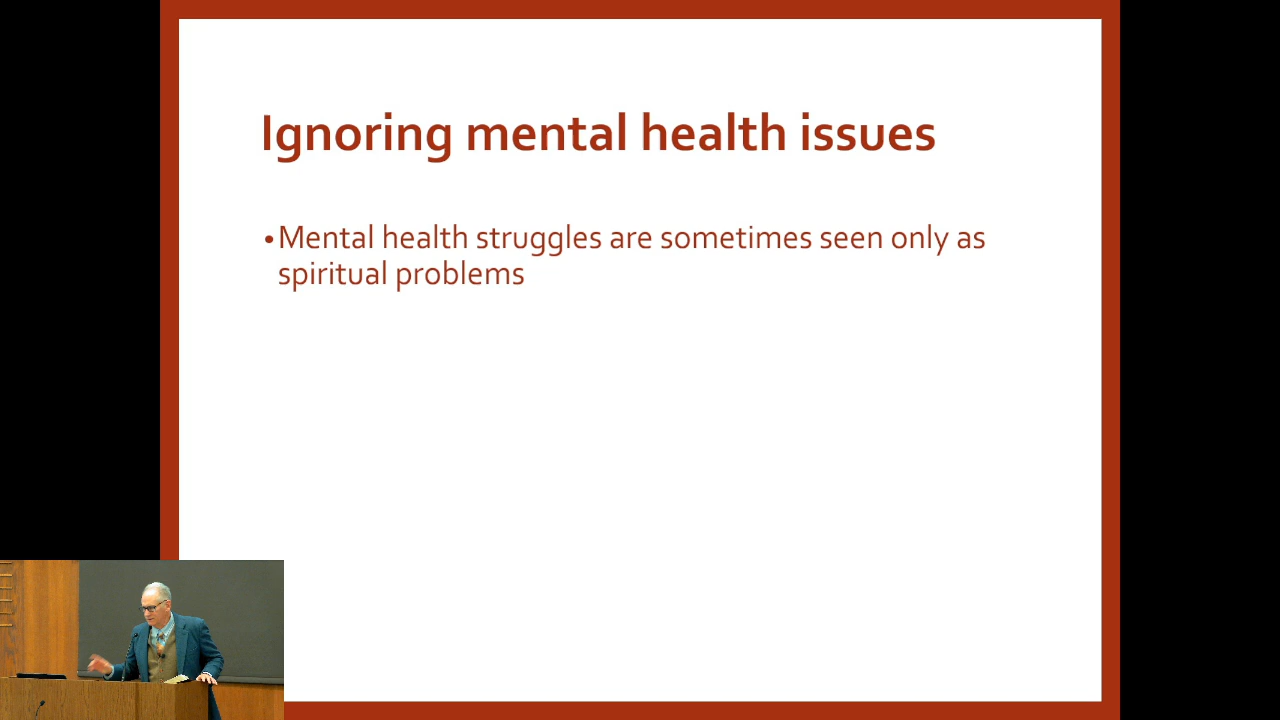 Ignoring mental health issues
•Mental health struggles are sometimes seen only as
spiritual problems